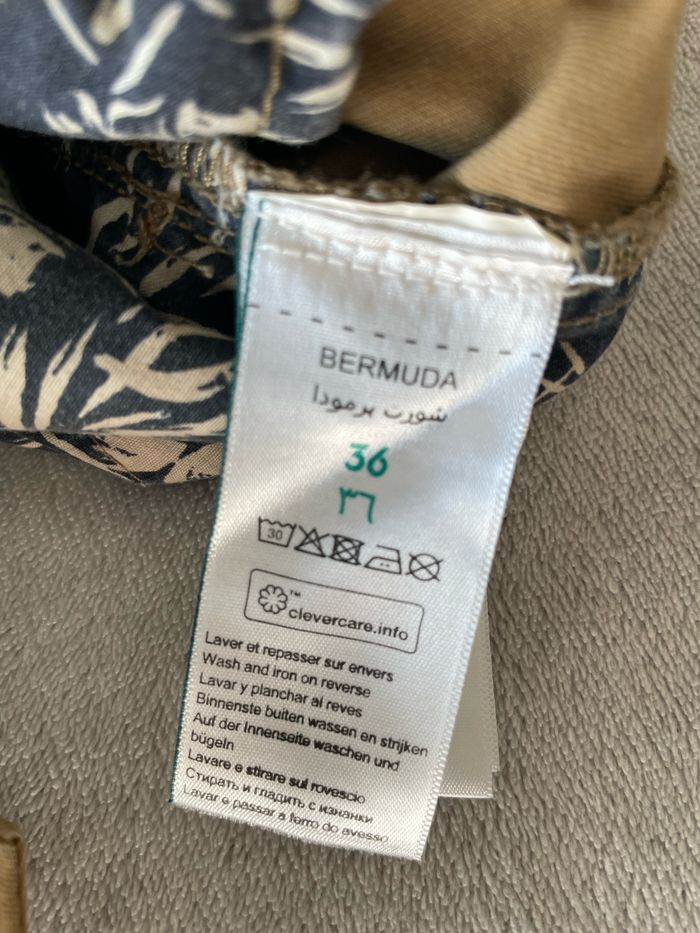 BERMUDA
شورت برمودا
36
٣٦
30
™
clevercare.info
Laver et repasser sur envers
Wash and iron on reverse
Lavar y planchar al reves
Binnenste buiten wassen en strijken
Auf der Innenseite waschen und
bügeln
Lavare e stirare sul rovescio
Стирать и гладить с изнанки
Lavar e passar a ferro do avesso